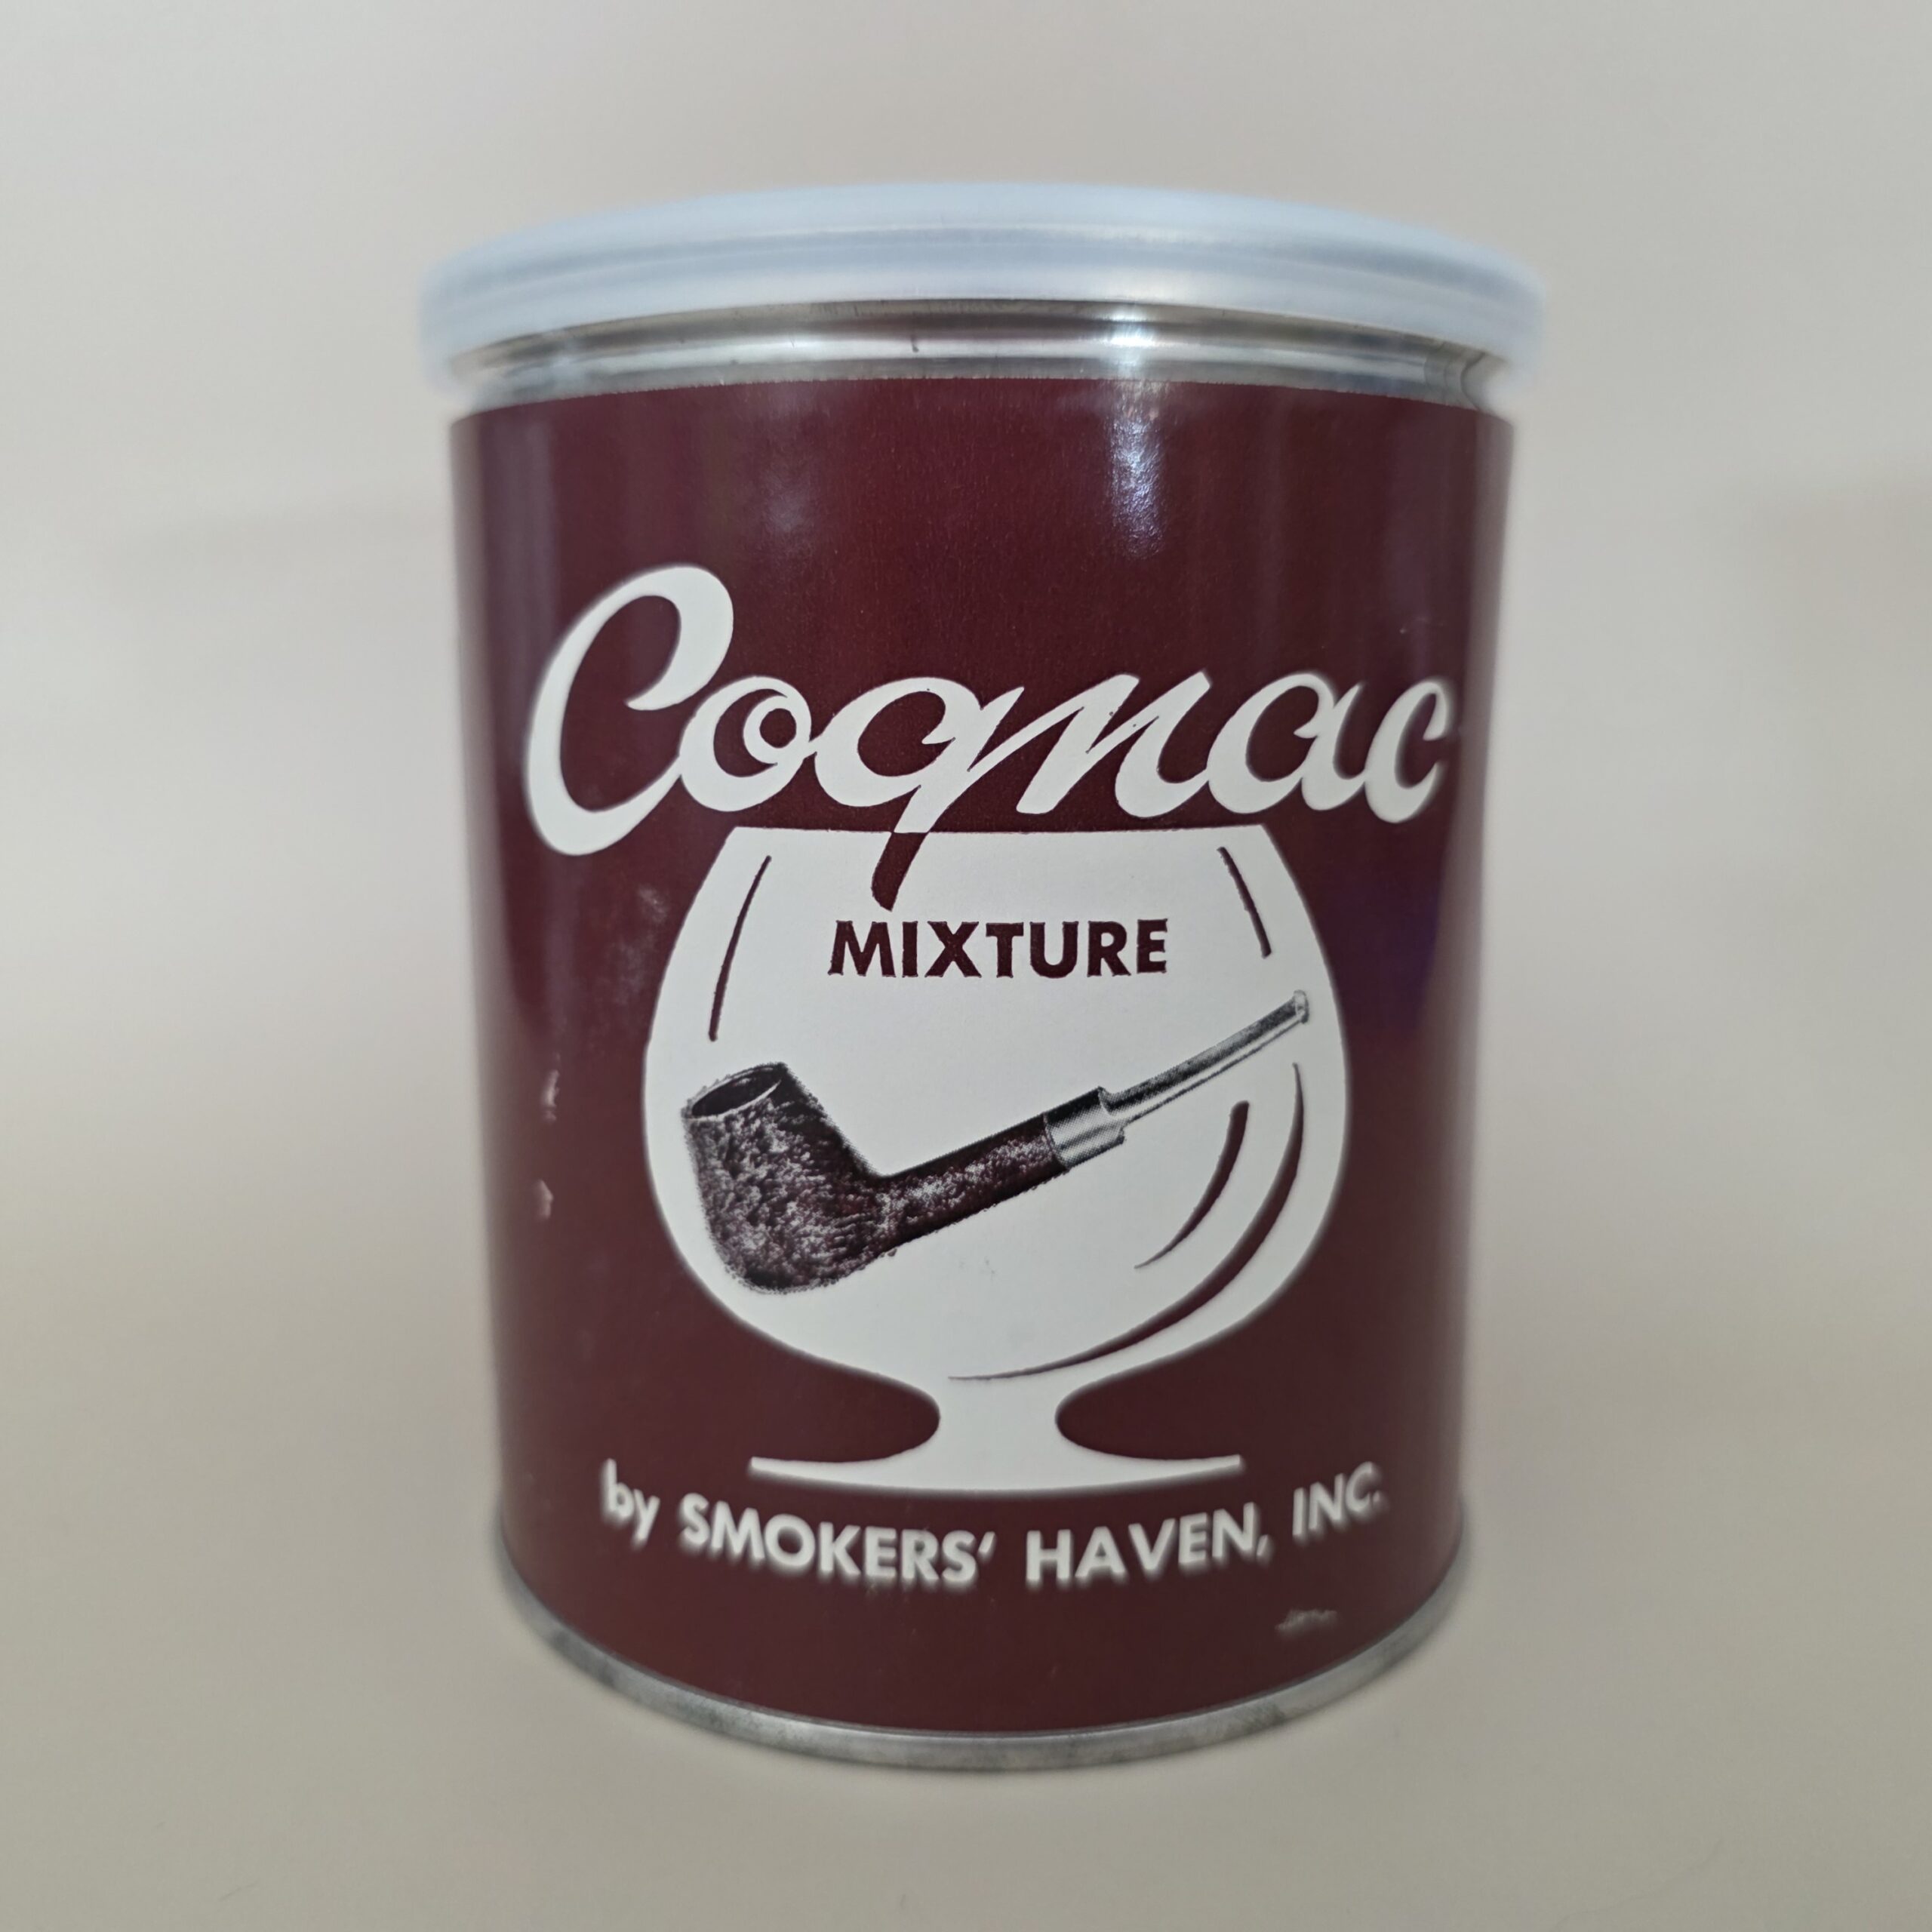 Cognac
MIXTURE
by SMOKERS' HAVEN, INC.